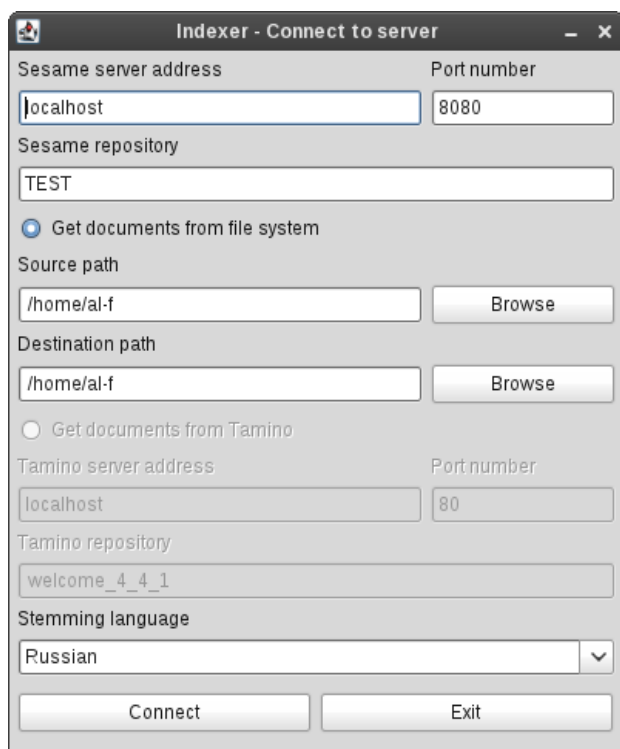 Indexer - Connect to server
Sesame server address Port number
localhost 8080
Sesame repository
TEST
Get documents from file system
Source path
/home/al-f Browse
Destination path
/home/al-f Browse
Get documents from Tamino
Tamino server address Port number
localhost 80
Tamino repository
welcome_4_4_1
Stemming language
Russian
Connect Exit